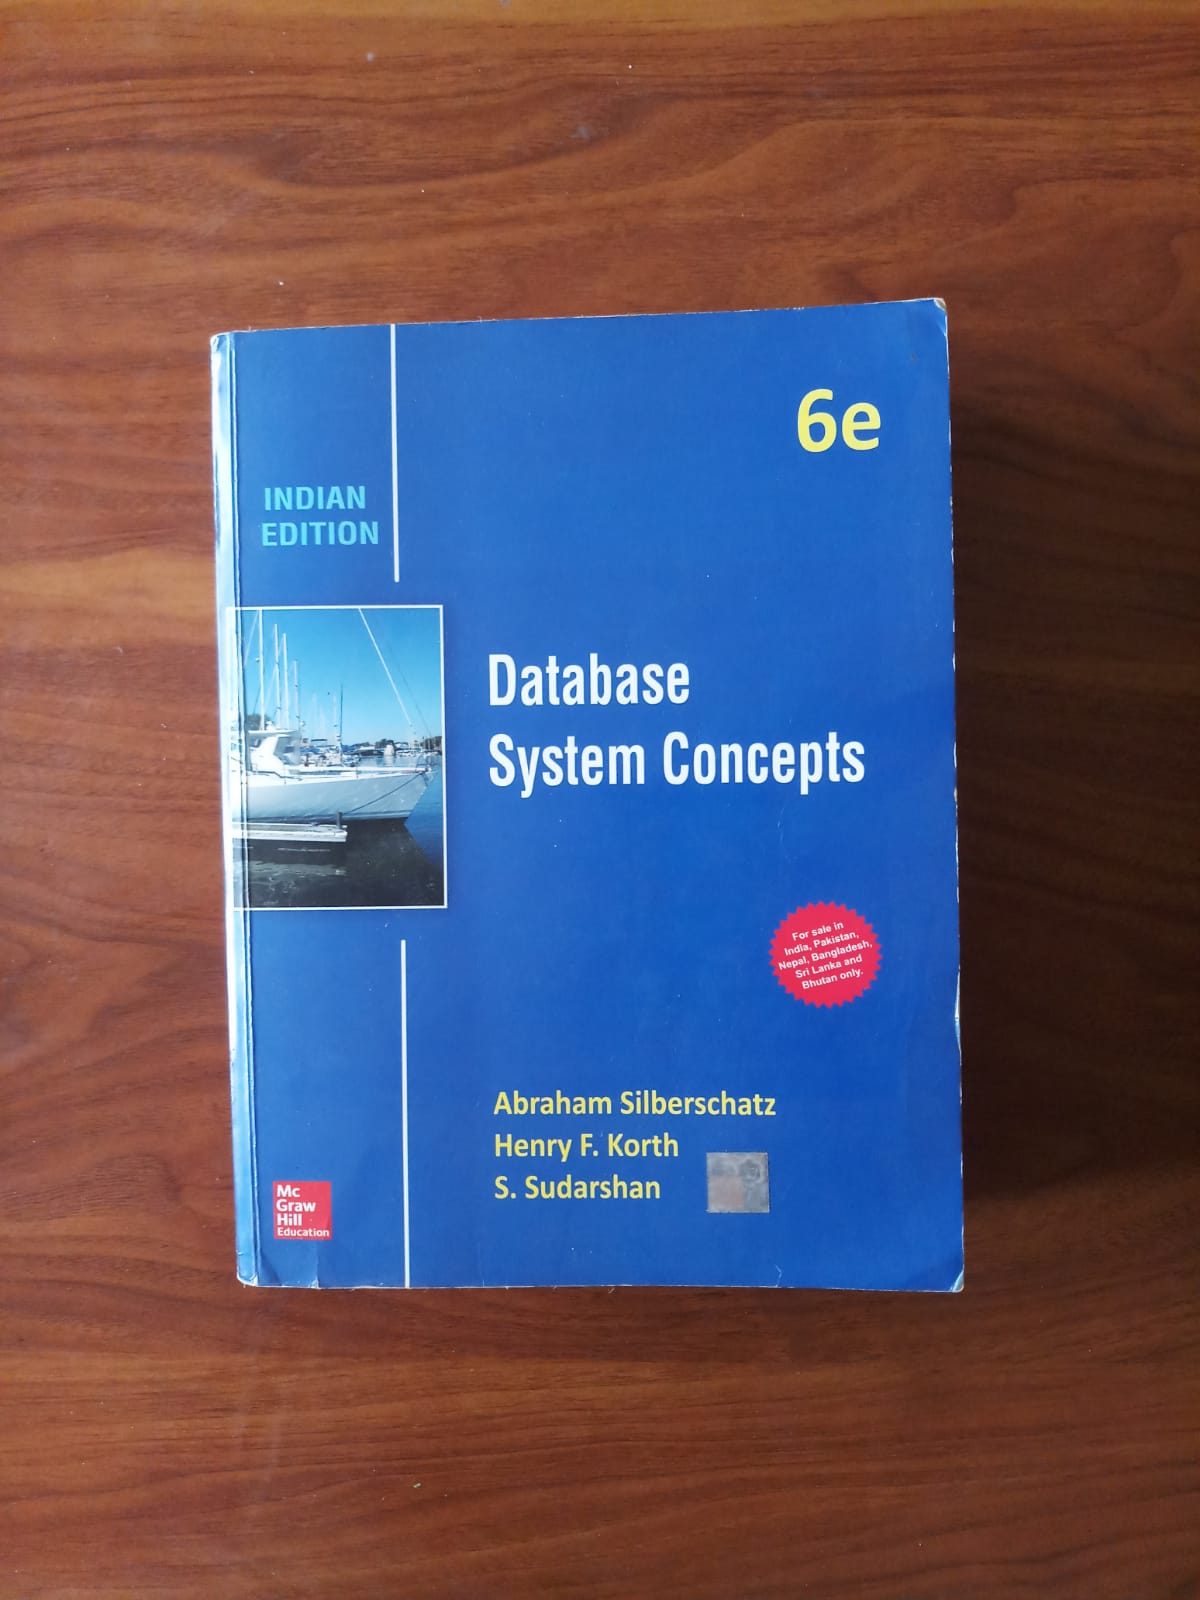 6e
INDIAN
EDITION
Database
System Concepts
For sale in
India, Pakistan,
Nepal, Bangladesh,
Sri Lanka and
Bhutan only.
Abraham Silberschatz
Henry F. Korth
S. Sudarshan
Mc
Graw
Hill
Education